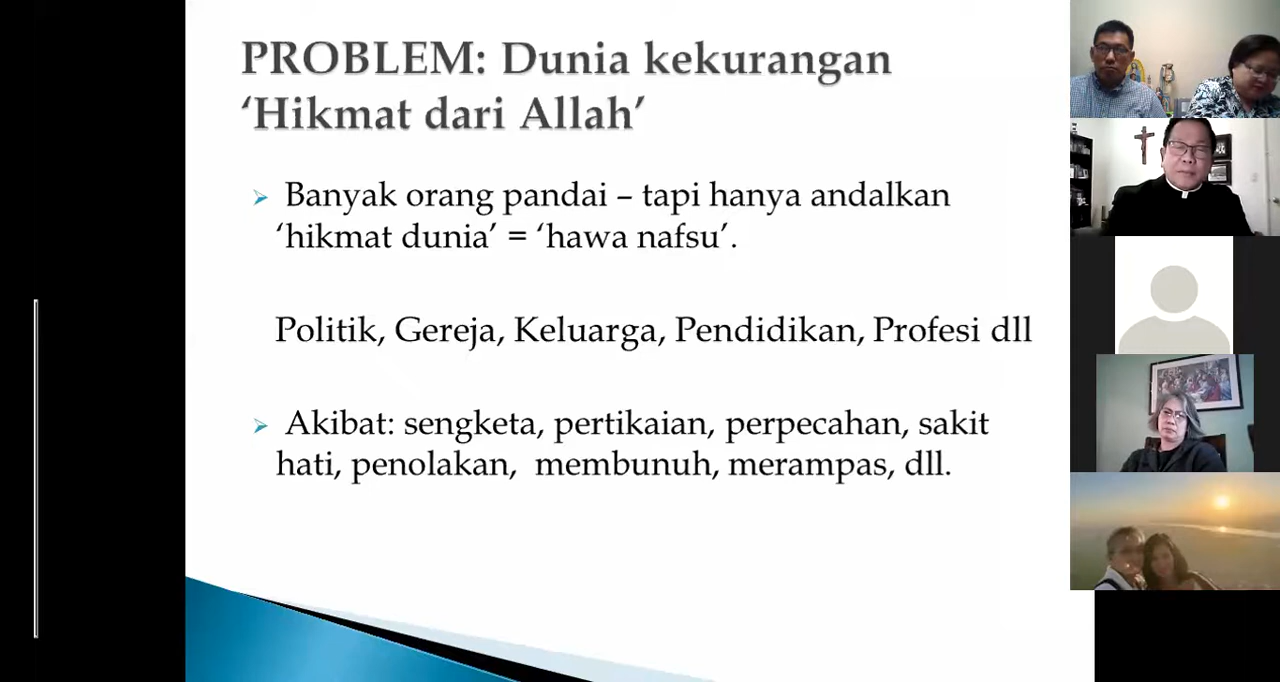 PROBLEM: Dunia kekurangan
‘Hikmat dari Allah’
Banyak orang pandai – tapi hanya andalkan
‘hikmat dunia’ = ‘hawa nafsu’.
Politik, Gereja, Keluarga, Pendidikan, Profesi dll
Akibat: sengketa, pertikaian, perpecahan, sakit
hati, penolakan, membunuh, merampas, dll.